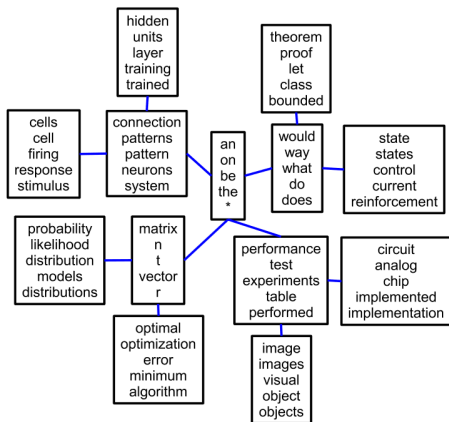 hidden
units
layer
training
trained
theorem
proof
let
class
bounded
cells
cell
firing
response
stimulus
connection
patterns
pattern
neurons
system
an
on
be
the
*
would
way
what
do
does
state
states
control
current
reinforcement
probability
likelihood
distribution
models
distributions
matrix
n
t
vector
r
performance
test
experiments
table
performed
circuit
analog
chip
implemented
implementation
optimal
optimization
error
minimum
algorithm
image
images
visual
object
objects